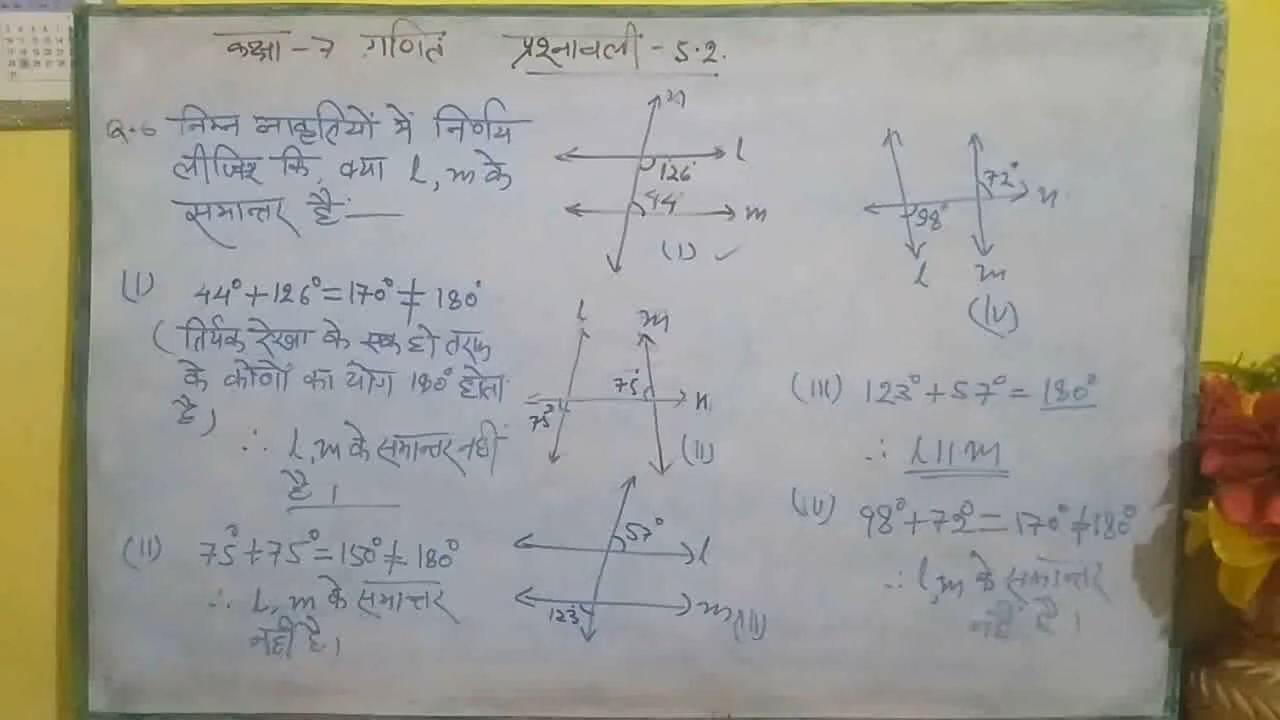 कक्षा - 7 गणित प्रश्नावली - 5.2.
Q.6 निम्न आकृतियों में निर्णय
लीजिए कि, क्या l, m के
समान्तर है :—
n
l
126°
44°
m
(I) ✓
72°
n
98°
l m
(IV)
(I) 44° + 126° = 170° ≠ 180°
(तिर्यक रेखा के एक ही तरफ
के कोणों का योग 180° होता
है)
∴ l, m के समान्तर नहीं
है ।
l m
75°
n
75°
(II)
(II) 75° + 75° = 150° ≠ 180°
∴ l, m के समान्तर
नहीं है ।
57°
l
123°
m
(III)
(III) 123° + 57° = 180°
∴ l || m
(IV) 98° + 72° = 170° ≠ 180°
∴ l, m के समान्तर
नहीं है ।